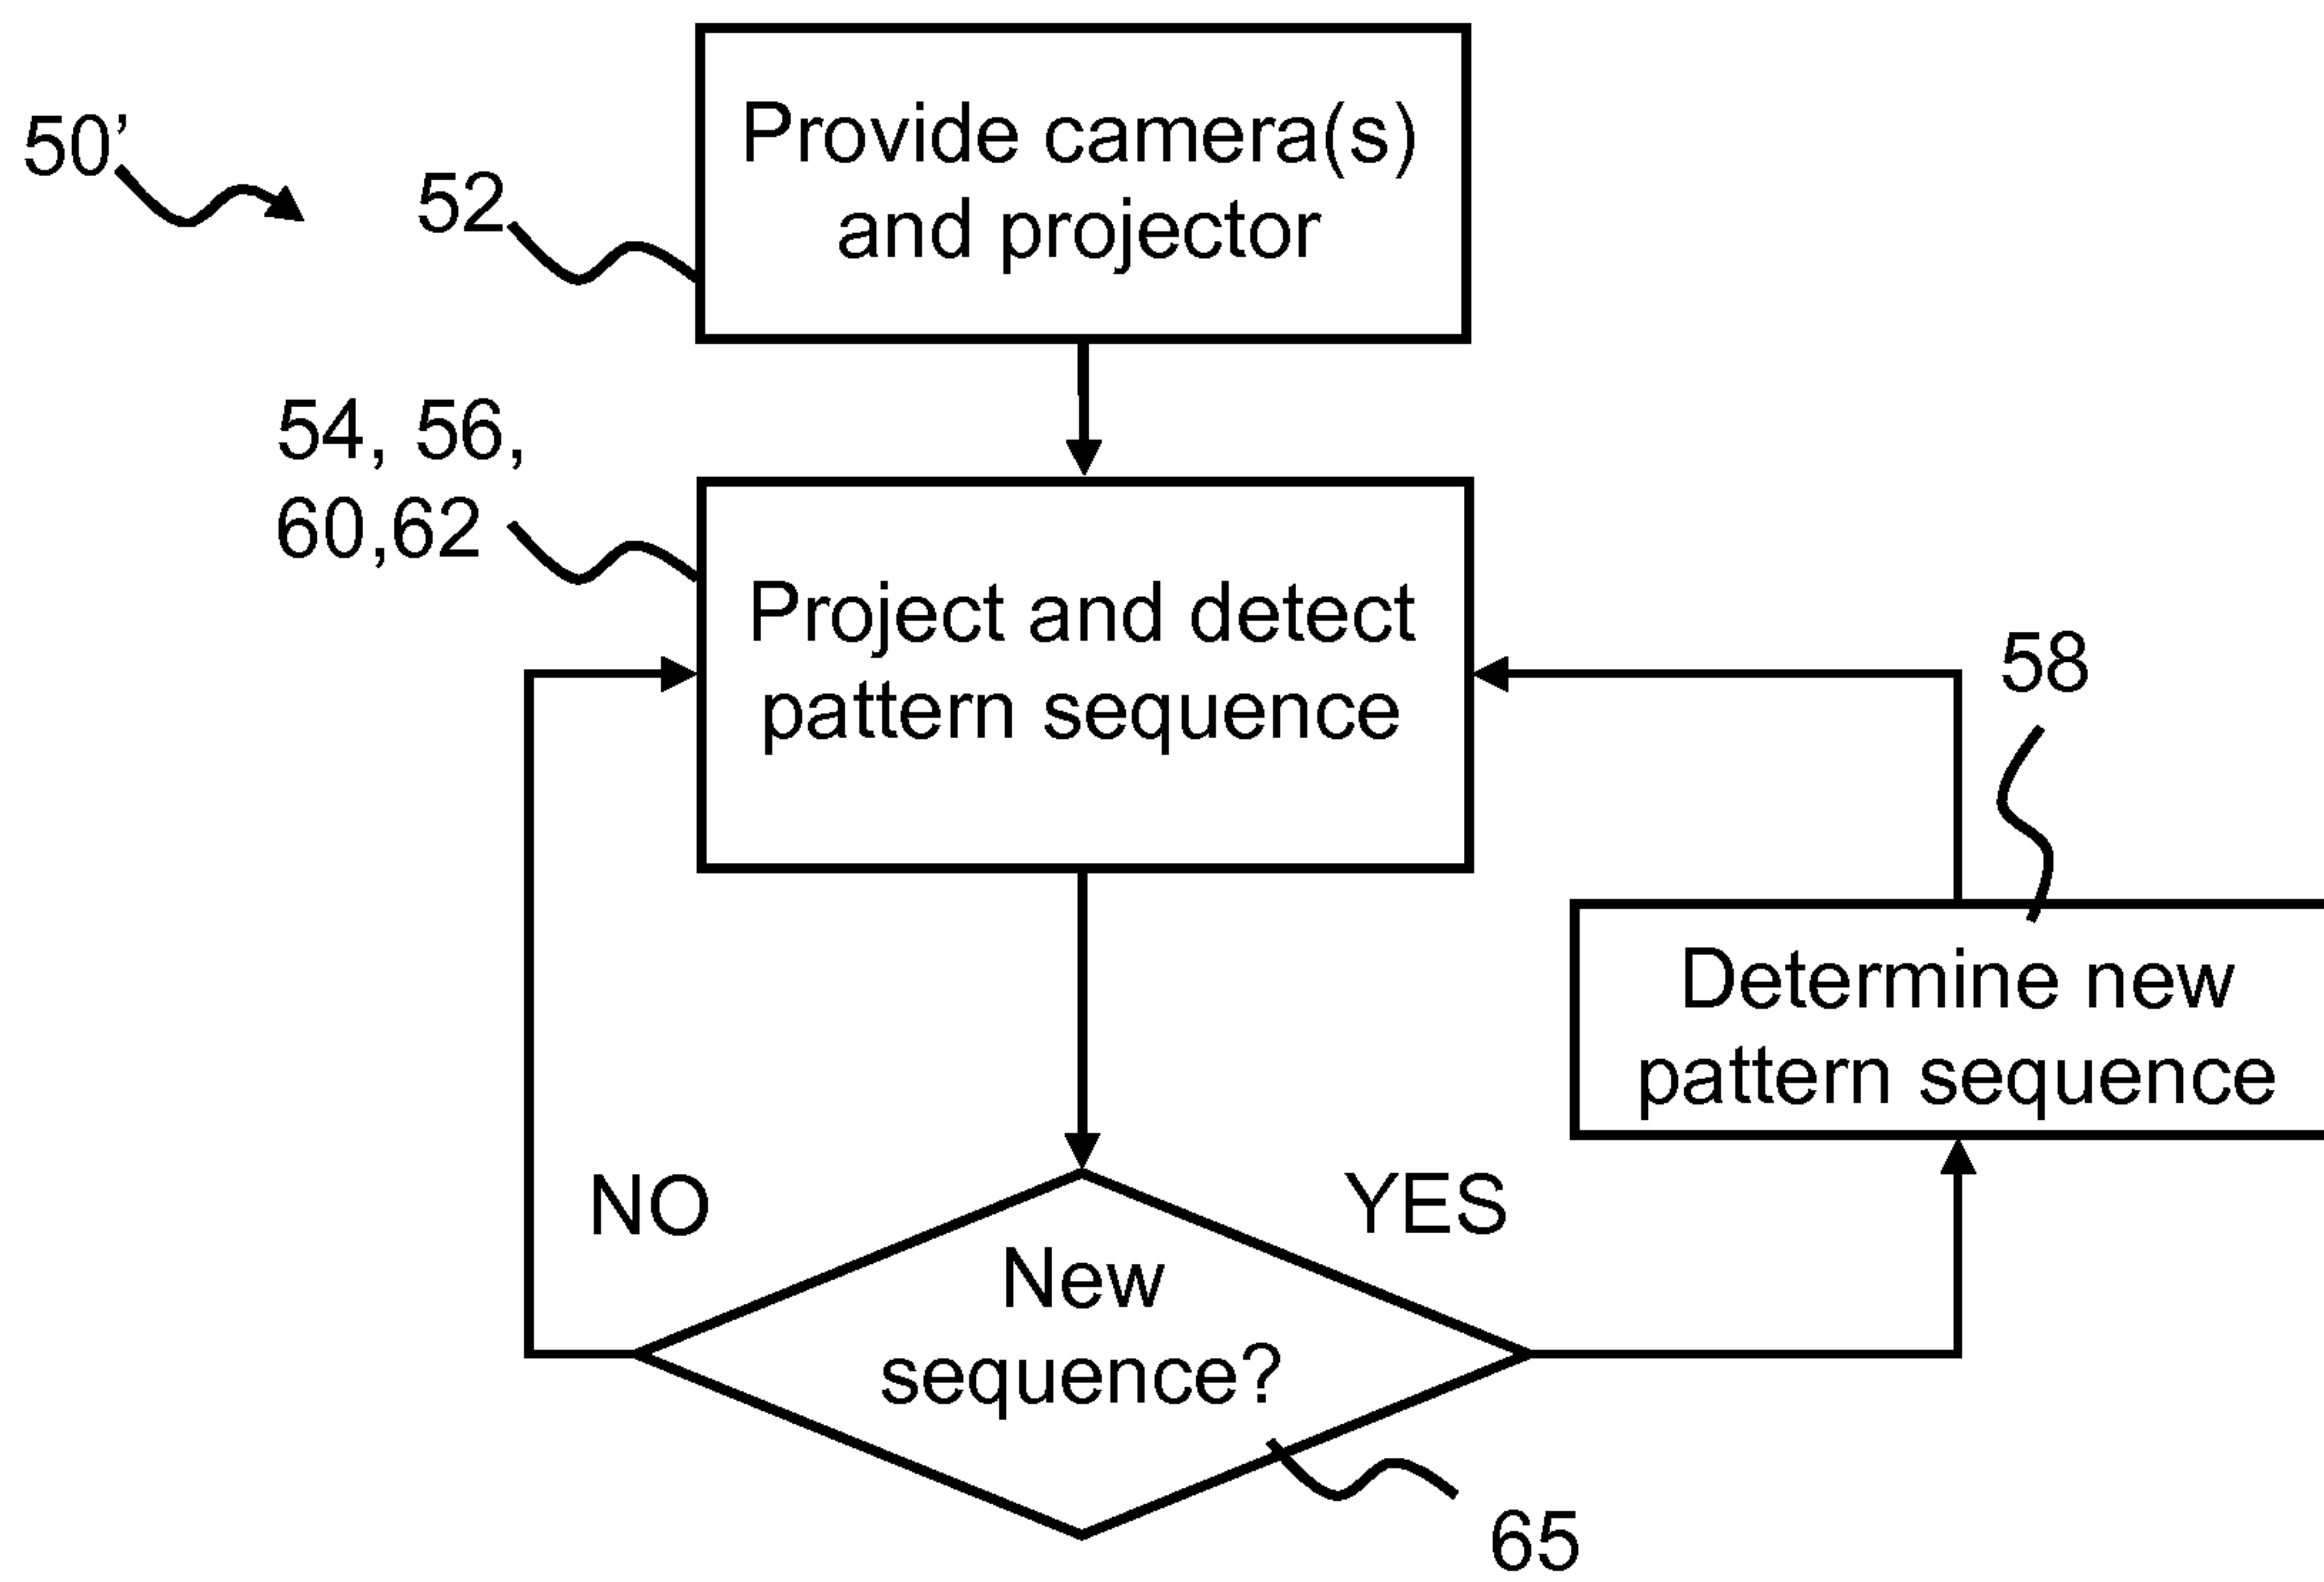 50’
52
Provide camera(s)
and projector
54, 56,
60,62
Project and detect
pattern sequence
58
Determine new
pattern sequence
NO
YES
New
sequence?
65